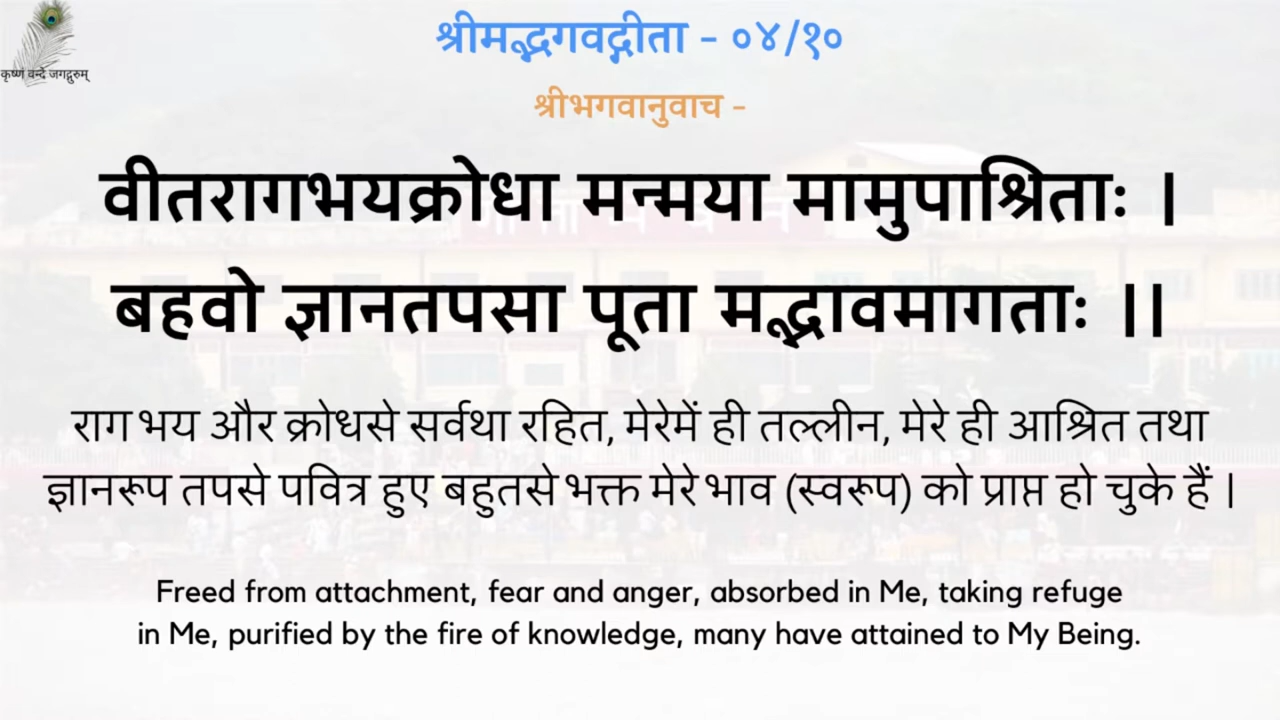 कृष्णं वन्दे जगद्गुरुम्
श्रीमद्भगवद्गीता - ०४/१०
श्रीभगवानुवाच -
वीतरागभयक्रोधा मन्मया मामुपाश्रिताः ।
बहवो ज्ञानतपसा पूता मद्भावमागताः ।।
राग भय और क्रोधसे सर्वथा रहित, मेरेमें ही तल्लीन, मेरे ही आश्रित तथा
ज्ञानरूप तपसे पवित्र हुए बहुतसे भक्त मेरे भाव (स्वरूप) को प्राप्त हो चुके हैं ।
Freed from attachment, fear and anger, absorbed in Me, taking refuge
in Me, purified by the fire of knowledge, many have attained to My Being.